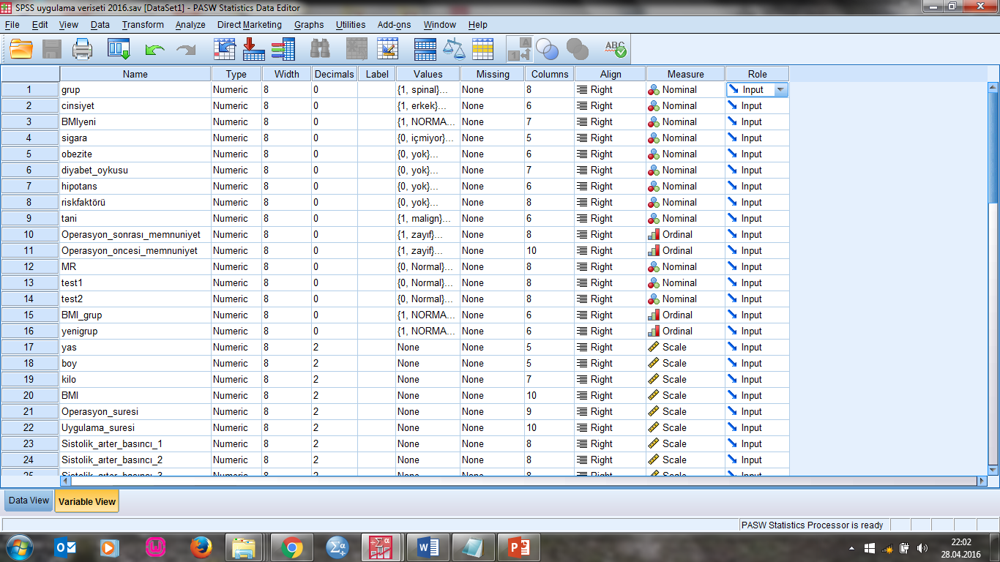 SPSS uygulama veriseti 2016.sav [DataSet1] - PASW Statistics Data Editor
File Edit View Data Transform Analyze Direct Marketing Graphs Utilities Add-ons Window Help
Name Type Width Decimals Label Values Missing Columns Align Measure Role
1 grup Numeric 8 0 {1, spinal}... None 8 Right Nominal Input
2 cinsiyet Numeric 8 0 {1, erkek}... None 6 Right Nominal Input
3 BMIyeni Numeric 8 0 {1, NORMA... None 7 Right Nominal Input
4 sigara Numeric 8 0 {0, içmiyor}... None 5 Right Nominal Input
5 obezite Numeric 8 0 {0, yok}... None 6 Right Nominal Input
6 diyabet_oykusu Numeric 8 0 {0, yok}... None 7 Right Nominal Input
7 hipotans Numeric 8 0 {0, yok}... None 6 Right Nominal Input
8 riskfaktörü Numeric 8 0 {0, yok}... None 8 Right Nominal Input
9 tani Numeric 8 0 {1, malign}... None 6 Right Nominal Input
10 Operasyon_sonrası_memnuniyet Numeric 8 0 {1, zayıf}... None 8 Right Ordinal Input
11 Operasyon_oncesi_memnuniyet Numeric 8 0 {1, zayif}... None 10 Right Ordinal Input
12 MR Numeric 8 0 {0, Normal}... None 8 Right Nominal Input
13 test1 Numeric 8 0 {0, Normal}... None 8 Right Nominal Input
14 test2 Numeric 8 0 {0, Normal}... None 8 Right Nominal Input
15 BMI_grup Numeric 8 0 {1, NORMA... None 6 Right Ordinal Input
16 yenigrup Numeric 8 0 {1, NORMA... None 6 Right Ordinal Input
17 yas Numeric 8 2 None None 5 Right Scale Input
18 boy Numeric 8 2 None None 5 Right Scale Input
19 kilo Numeric 8 2 None None 7 Right Scale Input
20 BMI Numeric 8 2 None None 10 Right Scale Input
21 Operasyon_suresi Numeric 8 2 None None 9 Right Scale Input
22 Uygulama_suresi Numeric 8 2 None None 10 Right Scale Input
23 Sistolik_arter_basıncı_1 Numeric 8 2 None None 8 Right Scale Input
24 Sistolik_arter_basıncı_2 Numeric 8 2 None None 8 Right Scale Input
25 Sistolik_arter_basıncı_3 Numeric 8 2 None None 8 Right Scale Input
Data View Variable View
PASW Statistics Processor is ready
22:02
28.04.2016